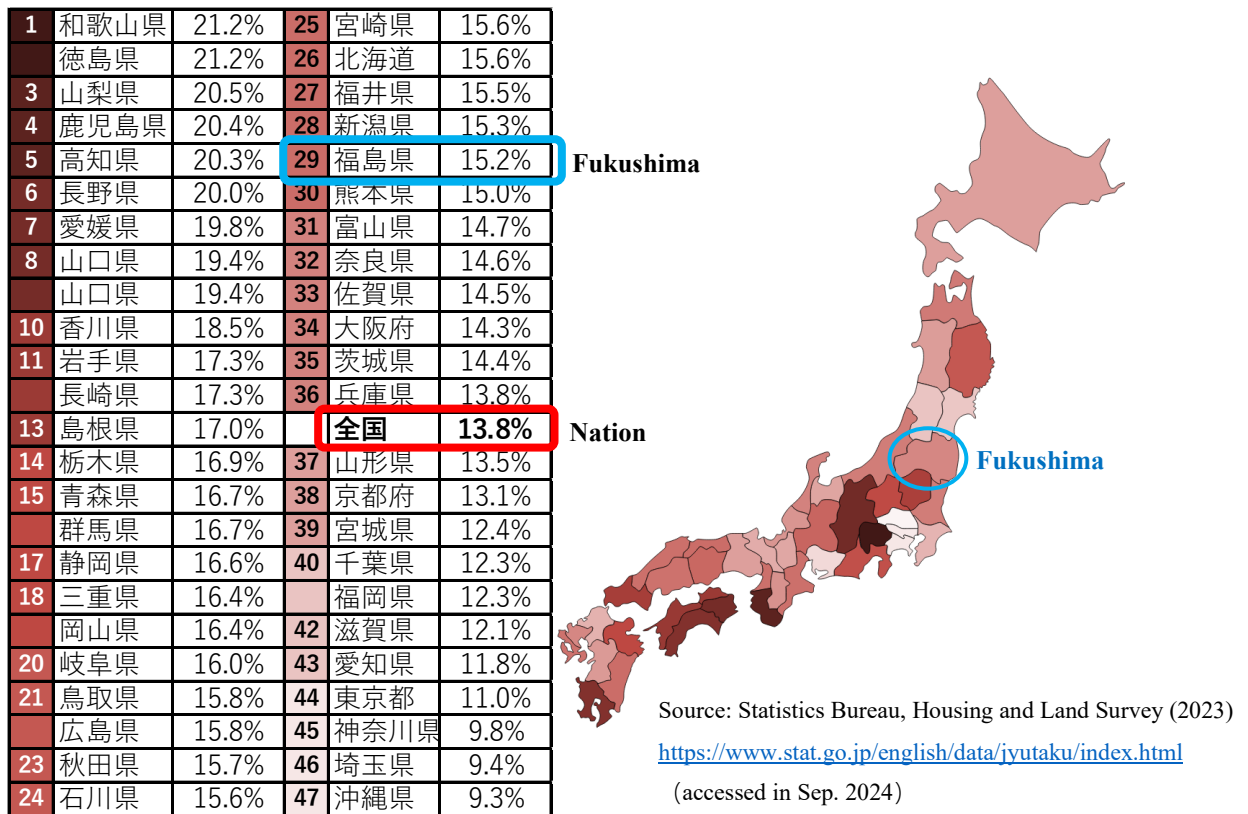 1 和歌山県 21.2% 25 宮崎県 15.6%
徳島県 21.2% 26 北海道 15.6%
3 山梨県 20.5% 27 福井県 15.5%
4 鹿児島県 20.4% 28 新潟県 15.3%
5 高知県 20.3% 29 福島県 15.2% Fukushima
6 長野県 20.0% 30 熊本県 15.0%
7 愛媛県 19.8% 31 富山県 14.7%
8 山口県 19.4% 32 奈良県 14.6%
山口県 19.4% 33 佐賀県 14.5%
10 香川県 18.5% 34 大阪府 14.3%
11 岩手県 17.3% 35 茨城県 14.4%
長崎県 17.3% 36 兵庫県 13.8%
13 島根県 17.0% 全国 13.8% Nation
14 栃木県 16.9% 37 山形県 13.5%
15 青森県 16.7% 38 京都府 13.1%
群馬県 16.7% 39 宮城県 12.4%
17 静岡県 16.6% 40 千葉県 12.3%
18 三重県 16.4% 福岡県 12.3%
岡山県 16.4% 42 滋賀県 12.1%
20 岐阜県 16.0% 43 愛知県 11.8%
21 鳥取県 15.8% 44 東京都 11.0%
広島県 15.8% 45 神奈川県 9.8%
23 秋田県 15.7% 46 埼玉県 9.4%
24 石川県 15.6% 47 沖縄県 9.3%
Fukushima
Source: Statistics Bureau, Housing and Land Survey (2023)
https://www.stat.go.jp/english/data/jyutaku/index.html
（accessed in Sep. 2024）